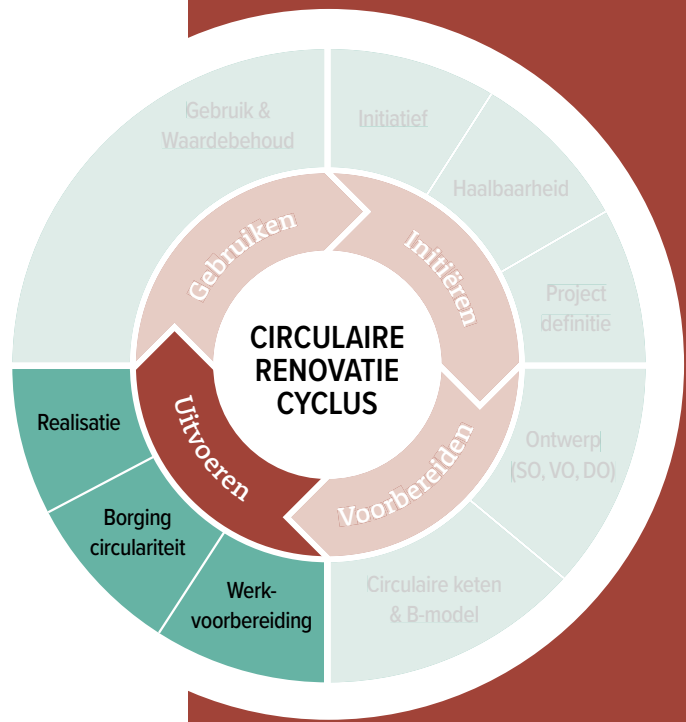 Gebruik &
Waardebehoud
Initiatief
Haalbaarheid
Project
definitie
Ontwerp
(SO, VO, DO)
Circulaire keten
& B-model
Werk-
voorbereiding
Borging
circulariteit
Realisatie
Gebruiken
Initiëren
Voorbereiden
Uitvoeren
CIRCULAIRE
RENOVATIE
CYCLUS